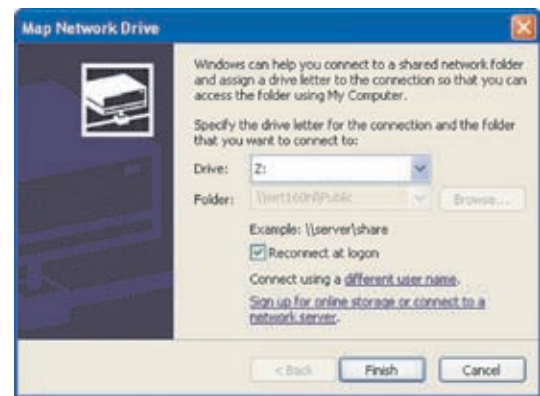 Map Network Drive
Windows can help you connect to a shared network folder
and assign a drive letter to the connection so that you can
access the folder using My Computer.
Specify the drive letter for the connection and the folder
that you want to connect to:
Drive: Z:
Folder: Browse...
Example: \\server\share
Reconnect at logon
Connect using a different user name.
Sign up for online storage or connect to a
network server.
< Back Finish Cancel